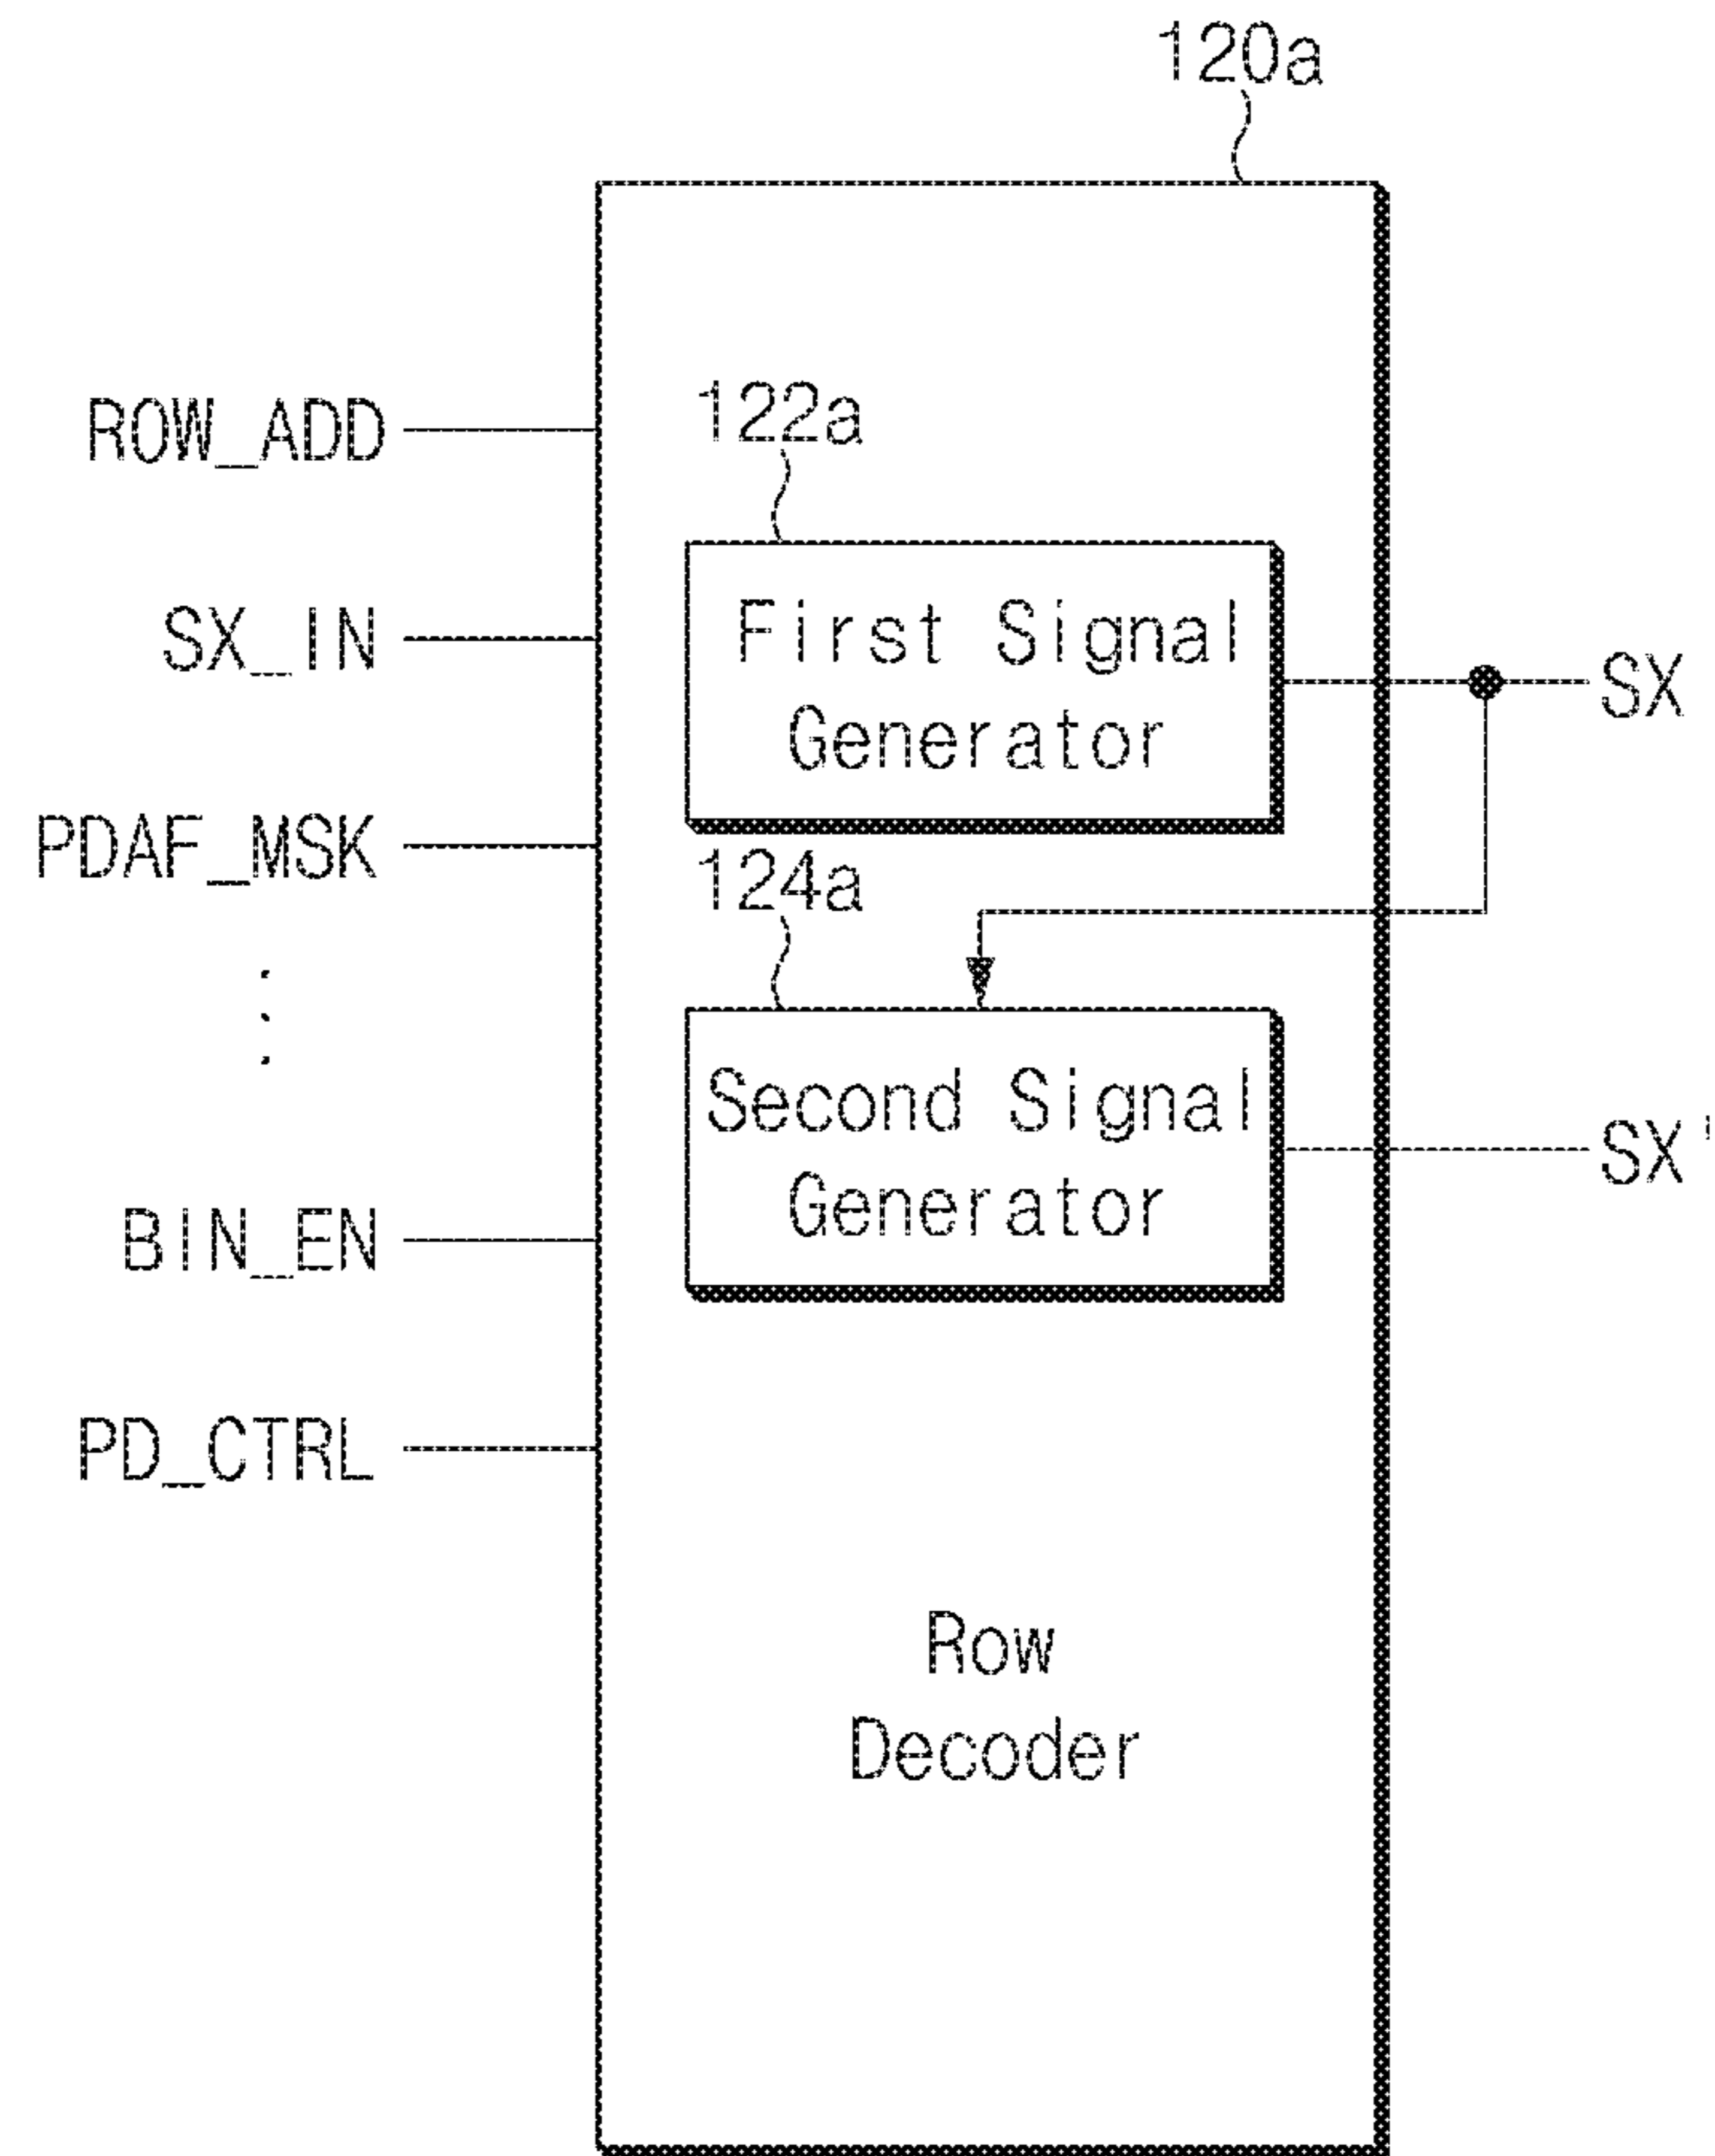 120a
ROW_ADD
122a
SX_IN
First Signal
Generator
SX
PDAF_MSK
124a
Second Signal
Generator
SX'
BIN_EN
PD_CTRL
Row
Decoder